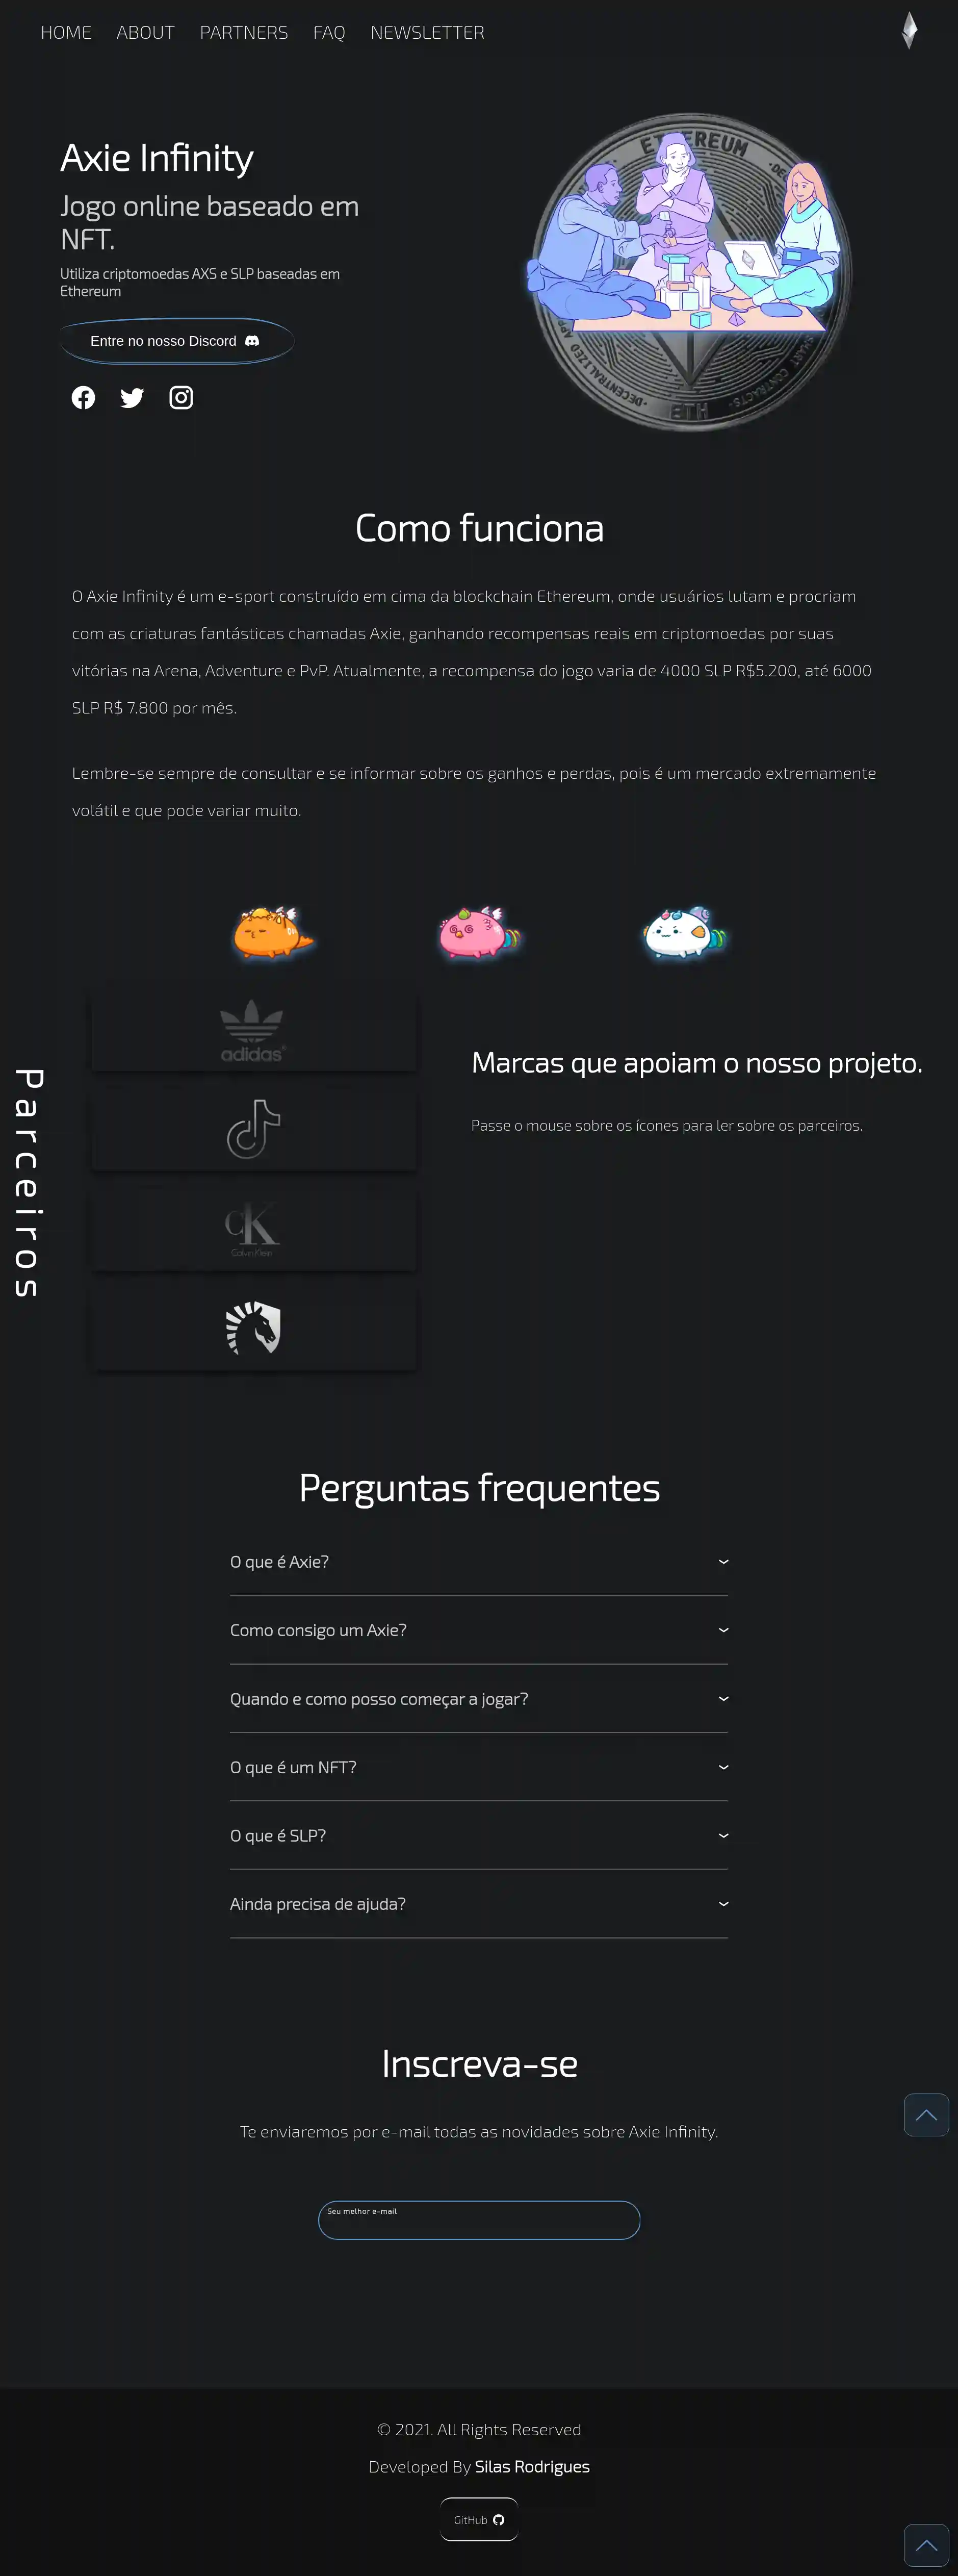 HOME ABOUT PARTNERS FAQ NEWSLETTER
Axie Infinity
Jogo online baseado em
NFT.
Utiliza criptomoedas AXS e SLP baseadas em
Ethereum
Entre no nosso Discord
ETHEREUM
DECENTRALIZED APP
SMART CONTRACTS
ETH
Como funciona
O Axie Infinity é um e-sport construído em cima da blockchain Ethereum, onde usuários lutam e procriam
com as criaturas fantásticas chamadas Axie, ganhando recompensas reais em criptomoedas por suas
vitórias na Arena, Adventure e PvP. Atualmente, a recompensa do jogo varia de 4000 SLP R$5.200, até 6000
SLP R$ 7.800 por mês.
Lembre-se sempre de consultar e se informar sobre os ganhos e perdas, pois é um mercado extremamente
volátil e que pode variar muito.
Parceiros
adidas
cK
Calvin Klein
Marcas que apoiam o nosso projeto.
Passe o mouse sobre os ícones para ler sobre os parceiros.
Perguntas frequentes
O que é Axie?
Como consigo um Axie?
Quando e como posso começar a jogar?
O que é um NFT?
O que é SLP?
Ainda precisa de ajuda?
Inscreva-se
Te enviaremos por e-mail todas as novidades sobre Axie Infinity.
Seu melhor e-mail
© 2021. All Rights Reserved
Developed By Silas Rodrigues
GitHub